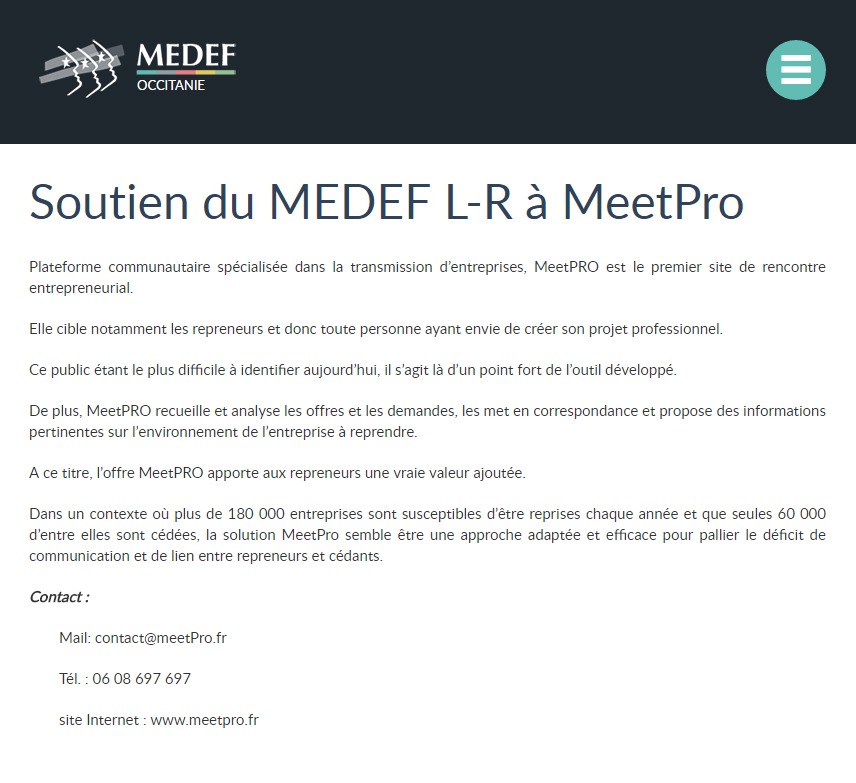 MEDEF
OCCITANIE
Soutien du MEDEF L-R à MeetPro
Plateforme communautaire spécialisée dans la transmission d’entreprises, MeetPRO est le premier site de rencontre
entrepreneurial.
Elle cible notamment les repreneurs et donc toute personne ayant envie de créer son projet professionnel.
Ce public étant le plus difficile à identifier aujourd’hui, il s’agit là d’un point fort de l’outil développé.
De plus, MeetPRO recueille et analyse les offres et les demandes, les met en correspondance et propose des informations
pertinentes sur l’environnement de l’entreprise à reprendre.
A ce titre, l’offre MeetPRO apporte aux repreneurs une vraie valeur ajoutée.
Dans un contexte où plus de 180 000 entreprises sont susceptibles d’être reprises chaque année et que seules 60 000
d’entre elles sont cédées, la solution MeetPro semble être une approche adaptée et efficace pour pallier le déficit de
communication et de lien entre repreneurs et cédants.
Contact :
Mail: contact@meetPro.fr
Tél. : 06 08 697 697
site Internet : www.meetpro.fr